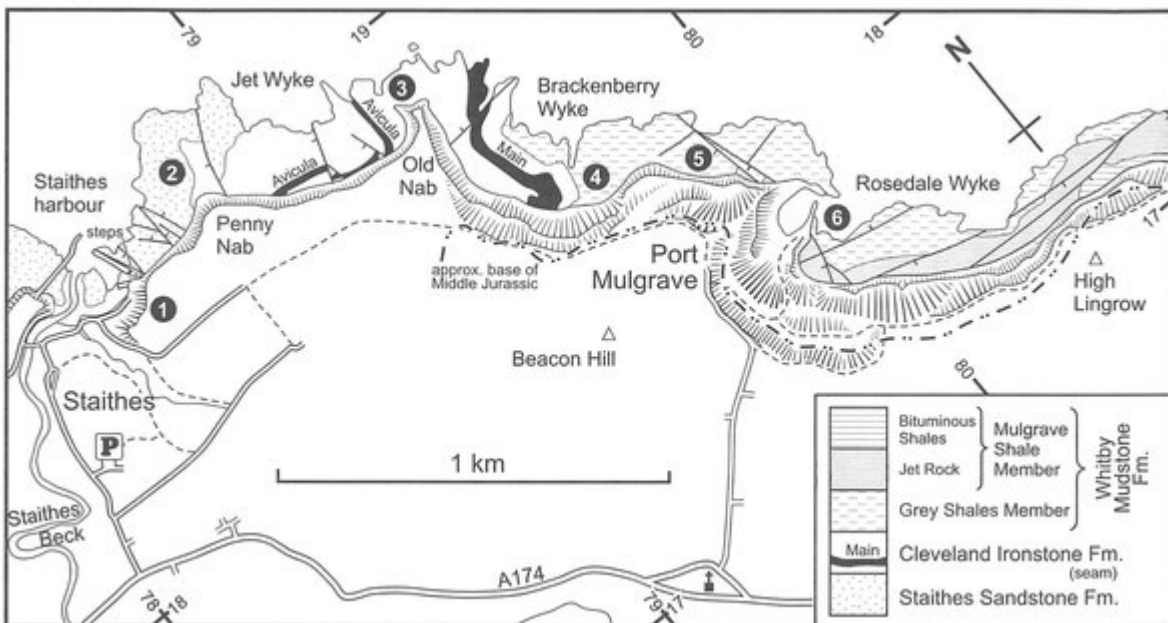 79
19
80
18
N
Jet Wyke
3
Brackenberry
Wyke
Avicula
Main
2
Avicula
Old
Nab
4
5
6
Rosedale Wyke
Staithes
harbour
steps
Penny
Nab
approx. base of
Middle Jurassic
Port
Mulgrave
17
High
Lingrow
1
Beacon Hill
80
Staithes
P
1 km
Staithes
Beck
A174
78
18
79
17
Bituminous
Shales
Jet Rock
Mulgrave
Shale
Member
Whitby
Mudstone
Fm.
Grey Shales Member
Main
Cleveland Ironstone Fm.
(seam)
Staithes Sandstone Fm.